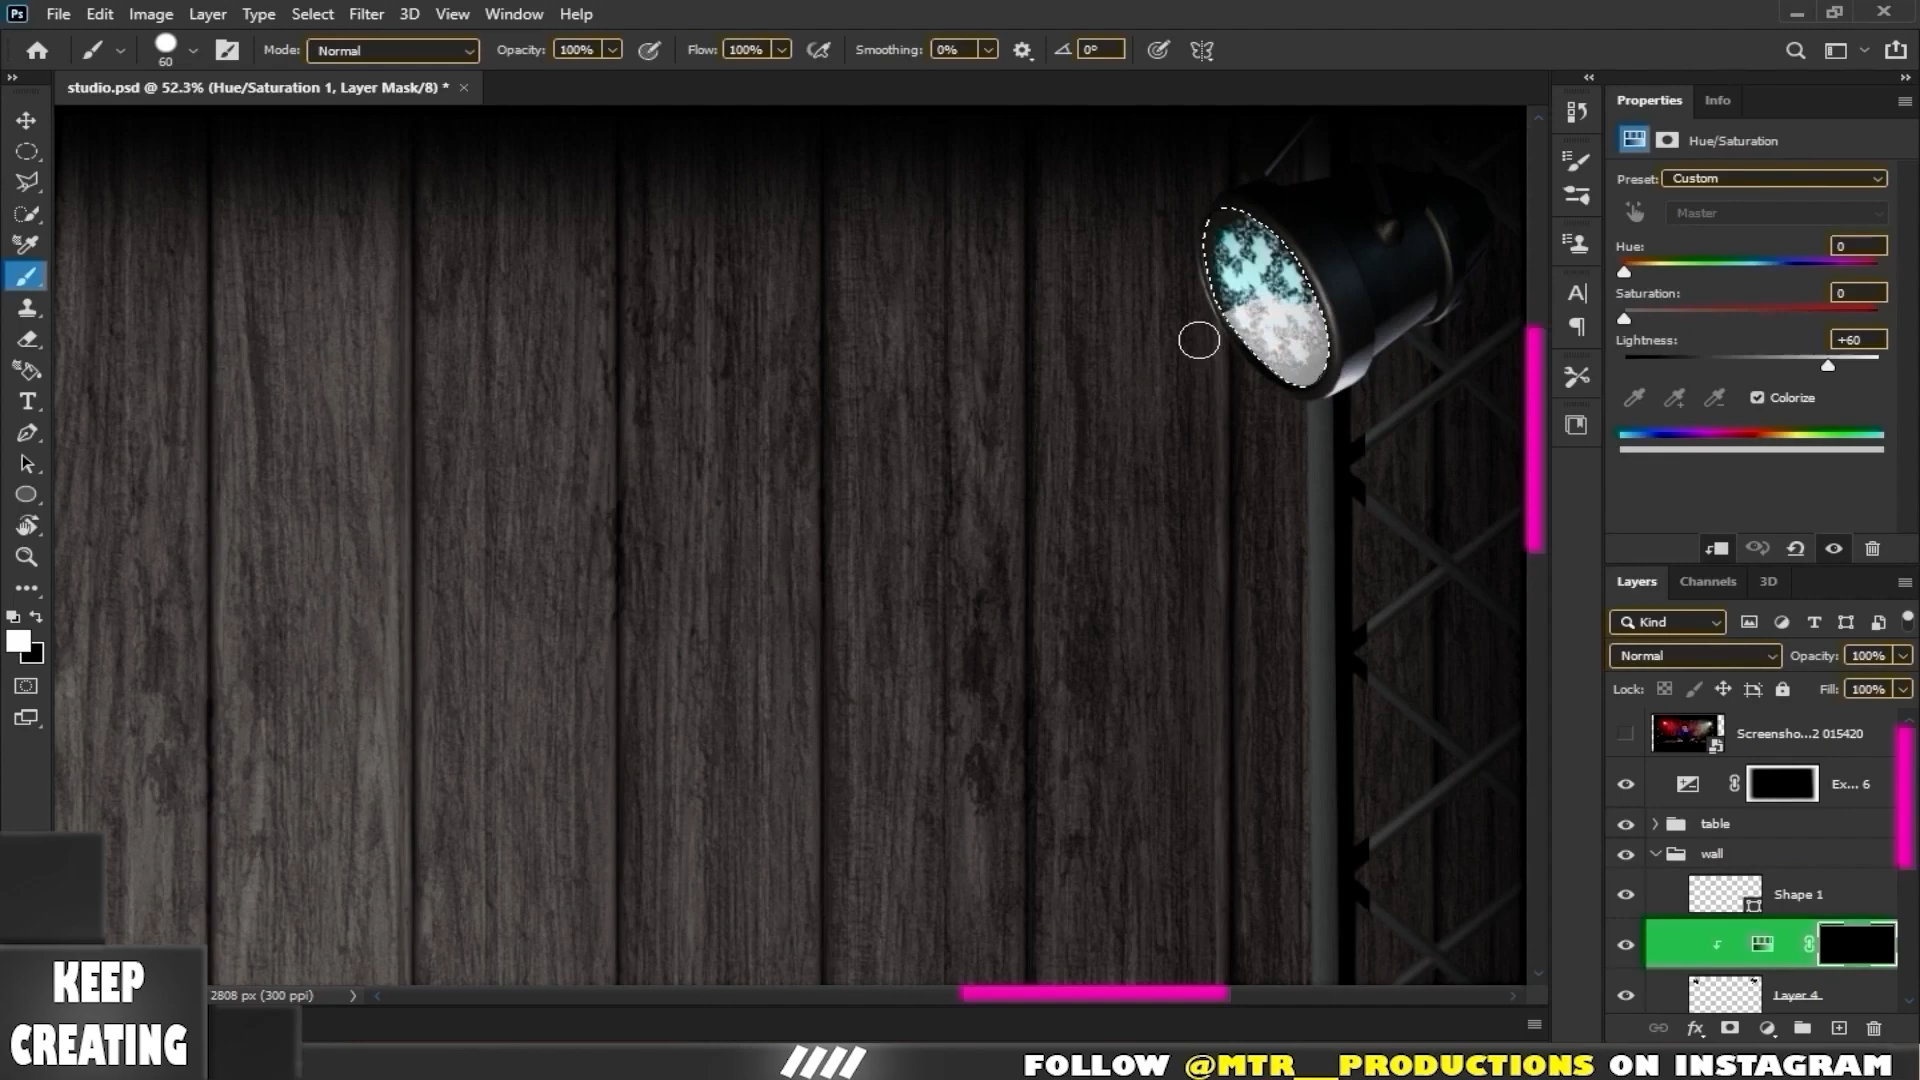 Ps File Edit Image Layer Type Select Filter 3D View Window Help
60 Mode: Normal Opacity: 100% Flow: 100% Smoothing: 0% 0°
studio.psd @ 52.3% (Hue/Saturation 1, Layer Mask/8) * ×
Properties Info
Hue/Saturation
Preset: Custom
Master
Hue: 0
Saturation: 0
Lightness: +60
Colorize
Layers Channels 3D
Kind
Normal Opacity: 100%
Lock: Fill: 100%
Screensho...2 015420
Ex... 6
table
wall
Shape 1
Layer 4
2808 px (300 ppi)
KEEP
CREATING
FOLLOW @MTR__PRODUCTIONS ON INSTAGRAM